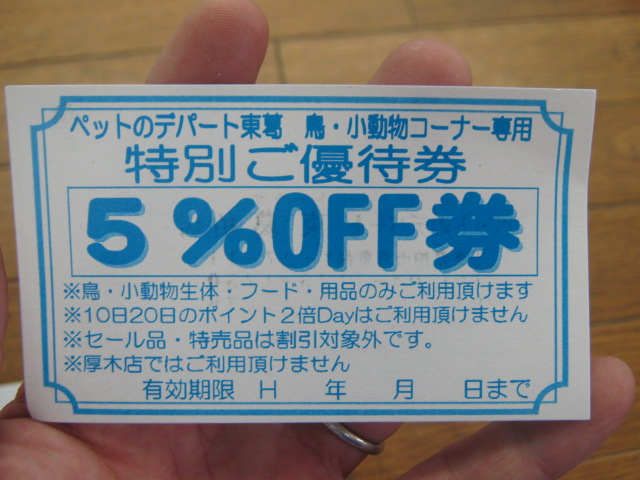 ペットのデパート東葛　鳥・小動物コーナー専用
特別ご優待券
５％OFF券
※鳥・小動物生体・フード・用品のみご利用頂けます
※10日20日のポイント２倍Dayはご利用頂けません
※セール品・特売品は割引対象外です。
※厚木店ではご利用頂けません
有効期限　H　　年　　月　　日まで